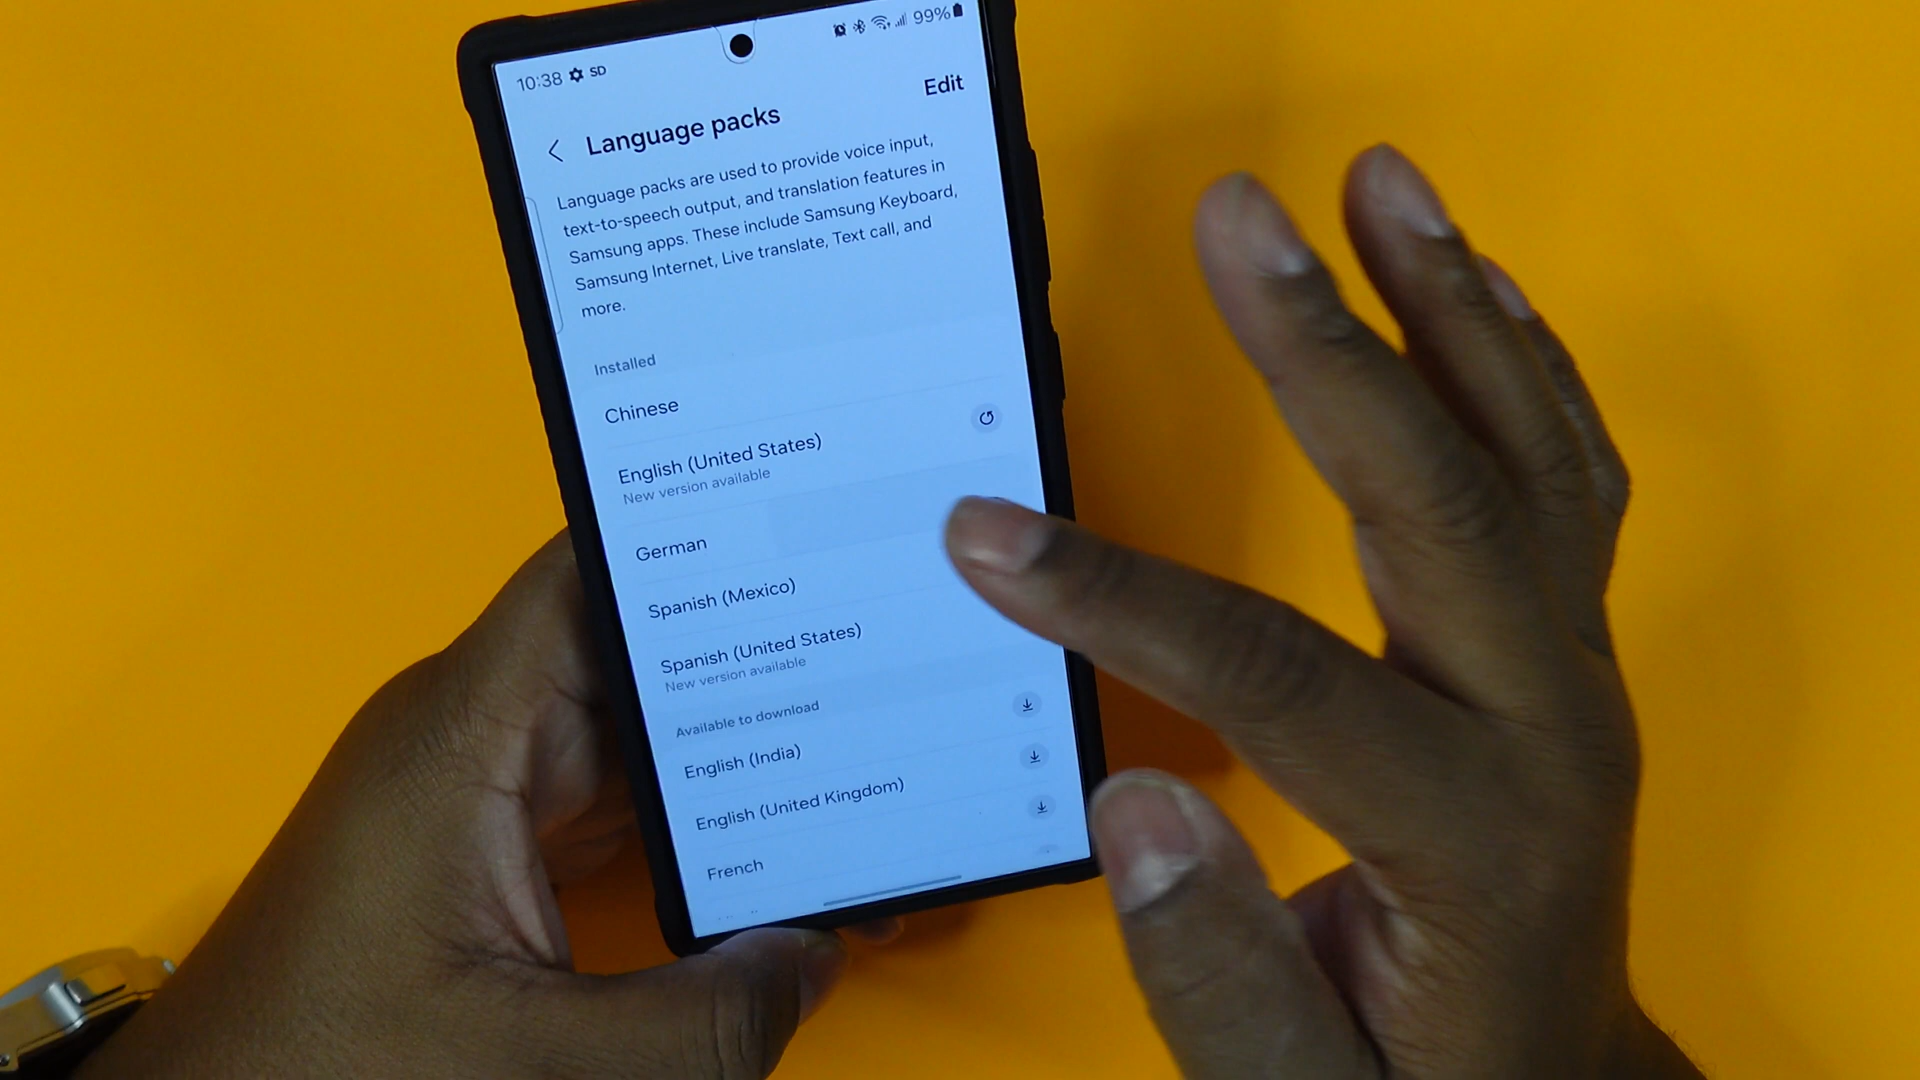 10:38 SD 99%
Edit
Language packs
Language packs are used to provide voice input,
text-to-speech output, and translation features in
Samsung apps. These include Samsung Keyboard,
Samsung Internet, Live translate, Text call, and
more.
Installed
Chinese
English (United States)
New version available
German
Spanish (Mexico)
Spanish (United States)
New version available
Available to download
English (India)
English (United Kingdom)
French